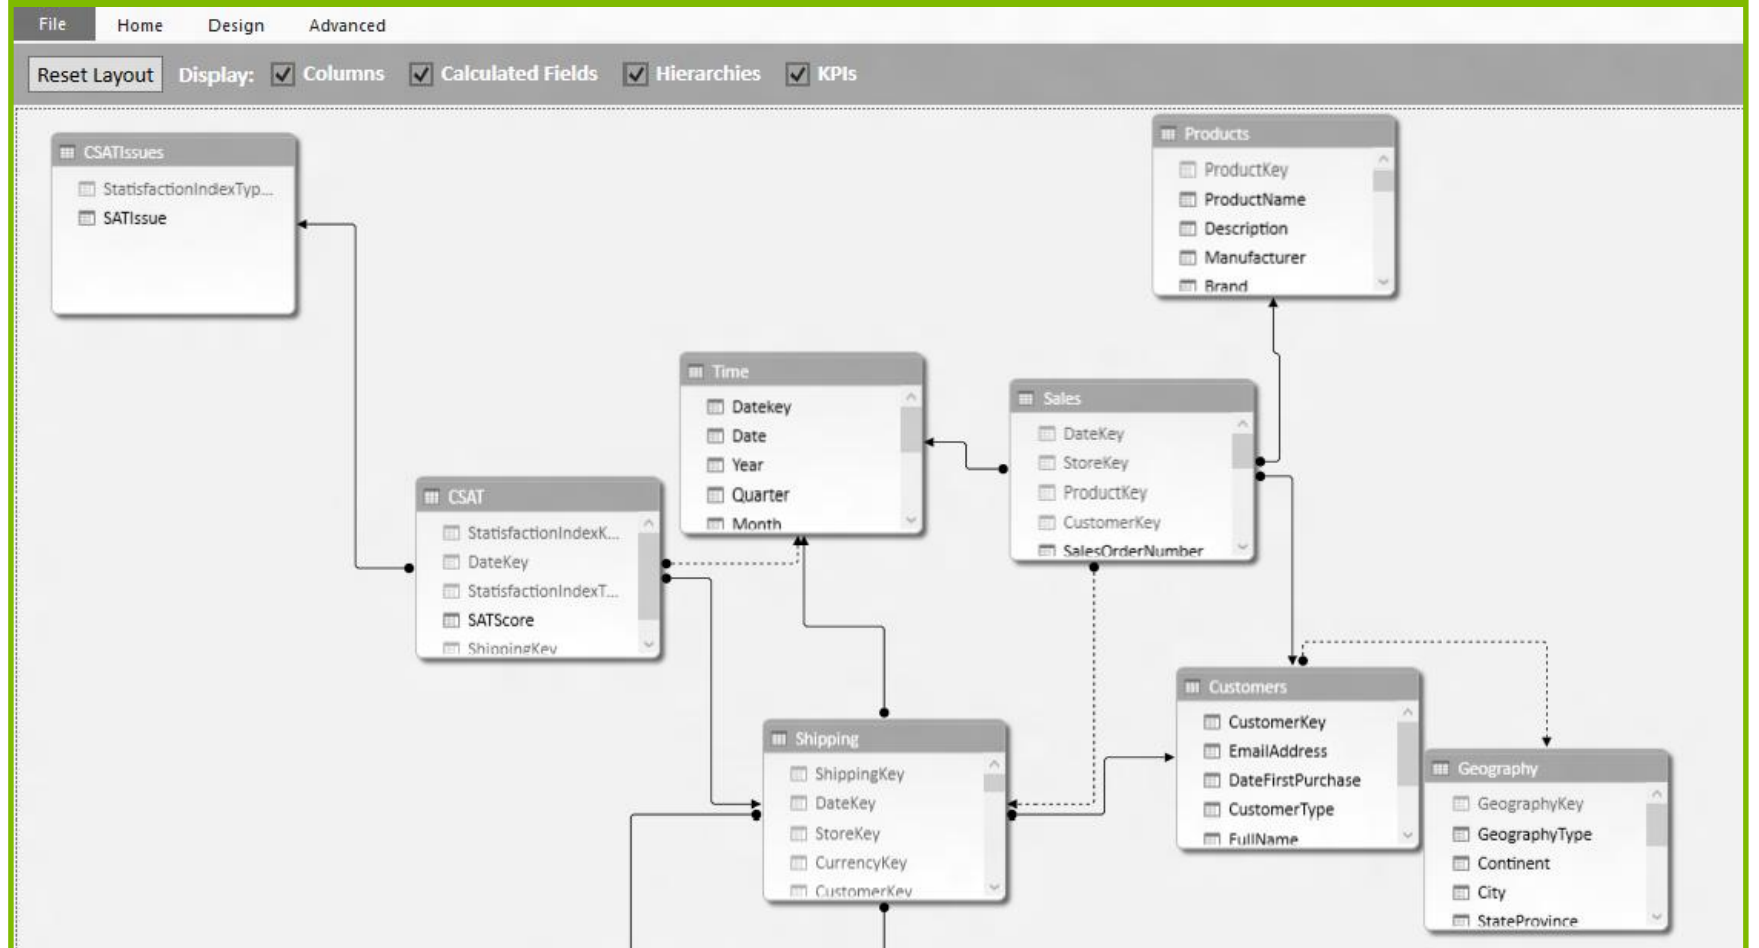 File Home Design Advanced
Reset Layout Display: Columns Calculated Fields Hierarchies KPIs
CSATIssues
StatisfactionIndexTyp...
SATIssue
Products
ProductKey
ProductName
Description
Manufacturer
Brand
Time
Datekey
Date
Year
Quarter
Month
Sales
DateKey
StoreKey
ProductKey
CustomerKey
SalesOrderNumber
CSAT
StatisfactionIndexK...
DateKey
StatisfactionIndexT...
SATScore
ShippingKey
Shipping
ShippingKey
DateKey
StoreKey
CurrencyKey
CustomerKey
Customers
CustomerKey
EmailAddress
DateFirstPurchase
CustomerType
FullName
Geography
GeographyKey
GeographyType
Continent
City
StateProvince